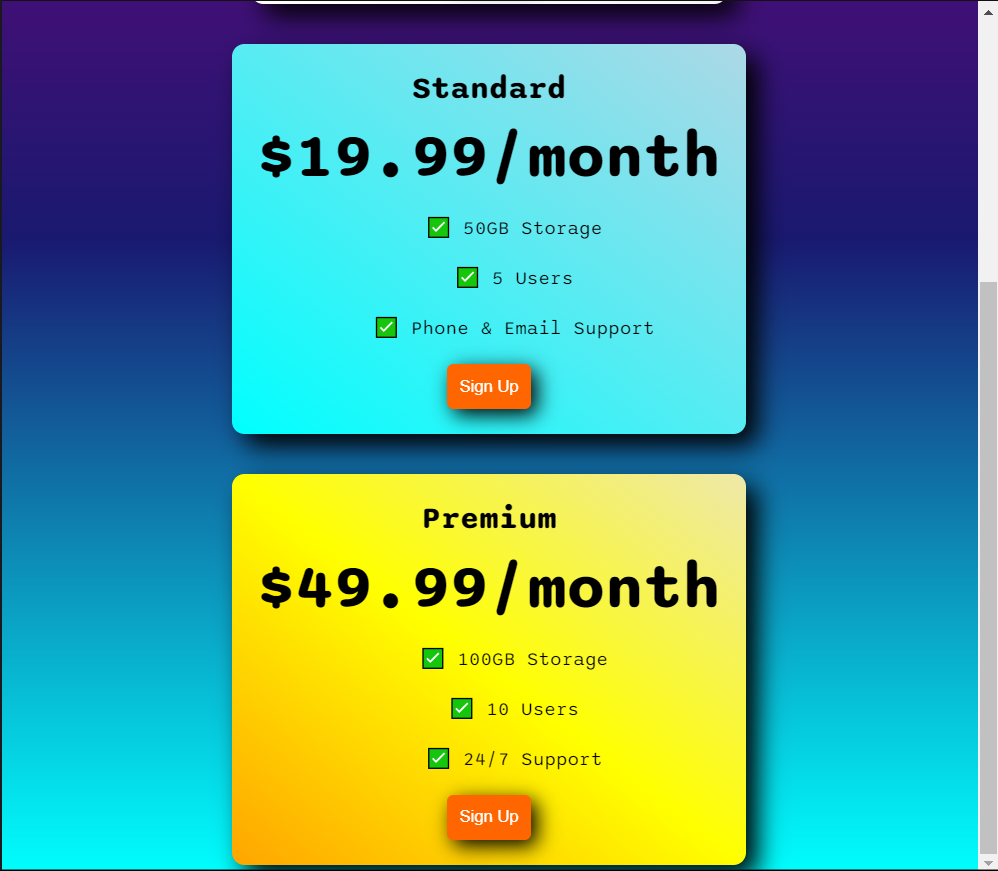 Standard
$19.99/month
✅ 50GB Storage
✅ 5 Users
✅ Phone & Email Support
Sign Up
Premium
$49.99/month
✅ 100GB Storage
✅ 10 Users
✅ 24/7 Support
Sign Up